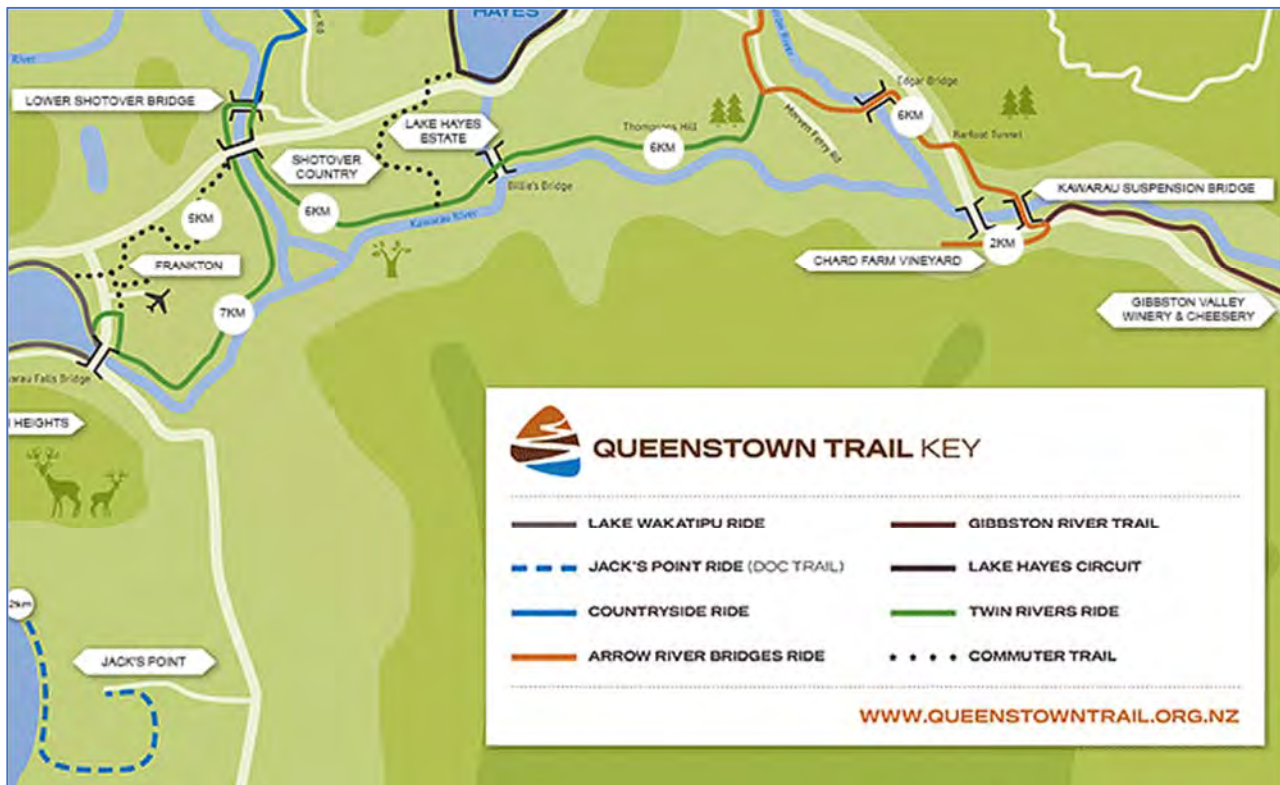 HAYES
River
LOWER SHOTOVER BRIDGE
LAKE HAYES
ESTATE
SHOTOVER
COUNTRY
Thompsons Hill
6KM
Morven Ferry Rd
Edgar Bridge
6KM
Barfoot Tunnel
KAWARAU SUSPENSION BRIDGE
Billie's Bridge
Kawarau River
6KM
5KM
FRANKTON
7KM
2KM
CHARD FARM VINEYARD
GIBBSTON VALLEY
WINERY & CHEESERY
arau Falls Bridge
HEIGHTS
2km
JACK'S POINT
QUEENSTOWN TRAIL KEY
LAKE WAKATIPU RIDE
JACK'S POINT RIDE (DOC TRAIL)
COUNTRYSIDE RIDE
ARROW RIVER BRIDGES RIDE
GIBBSTON RIVER TRAIL
LAKE HAYES CIRCUIT
TWIN RIVERS RIDE
COMMUTER TRAIL
WWW.QUEENSTOWNTRAIL.ORG.NZ